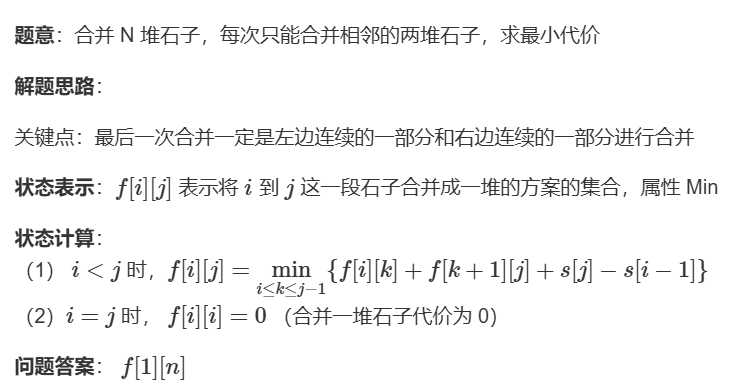 题意：合并 N 堆石子，每次只能合并相邻的两堆石子，求最小代价
解题思路：
关键点：最后一次合并一定是左边连续的一部分和右边连续的一部分进行合并
状态表示：f[i][j] 表示将 i 到 j 这一段石子合并成一堆的方案的集合，属性 Min
状态计算：
（1） i < j 时，f[i][j] = min_{i≤k≤j−1} {f[i][k] + f[k + 1][j] + s[j] − s[i − 1]}
（2）i = j 时， f[i][i] = 0 （合并一堆石子代价为 0）
问题答案： f[1][n]